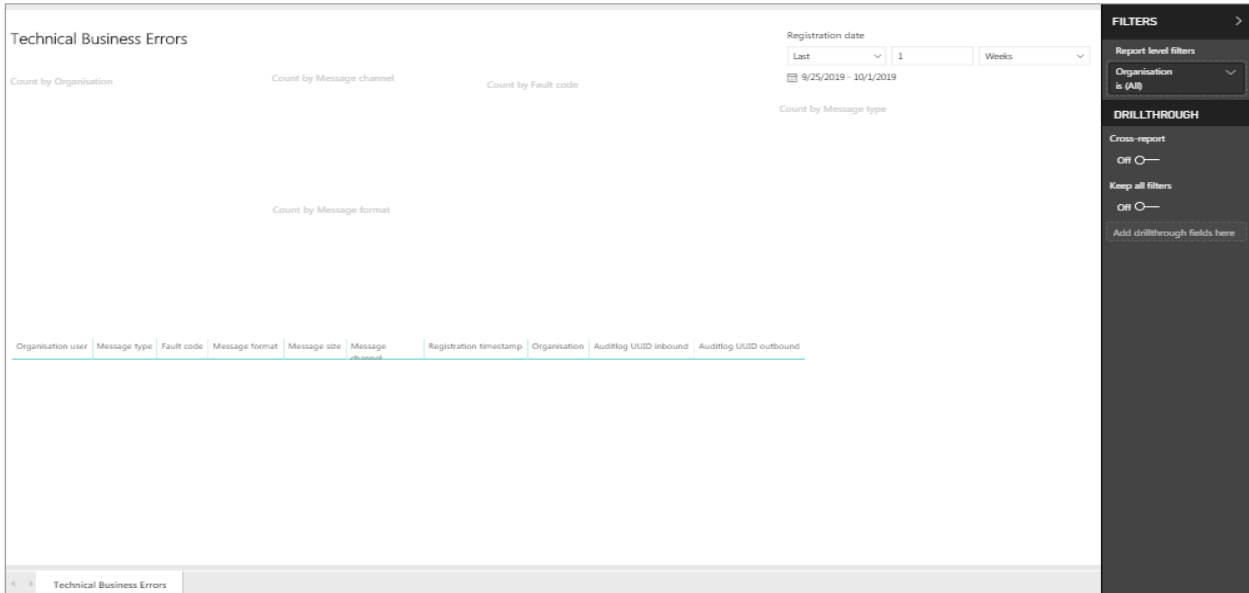 Technical Business Errors
Registration date
Last 1 Weeks
9/25/2019 - 10/1/2019
Count by Organisation
Count by Message channel
Count by Fault code
Count by Message type
Count by Message format
Organisation user Message type Fault code Message format Message size Message channel Registration timestamp Organisation Auditlog UUID inbound Auditlog UUID outbound
Technical Business Errors
FILTERS
Report level filters
Organisation
is (All)
DRILLTHROUGH
Cross-report
Off
Keep all filters
Off
Add drillthrough fields here